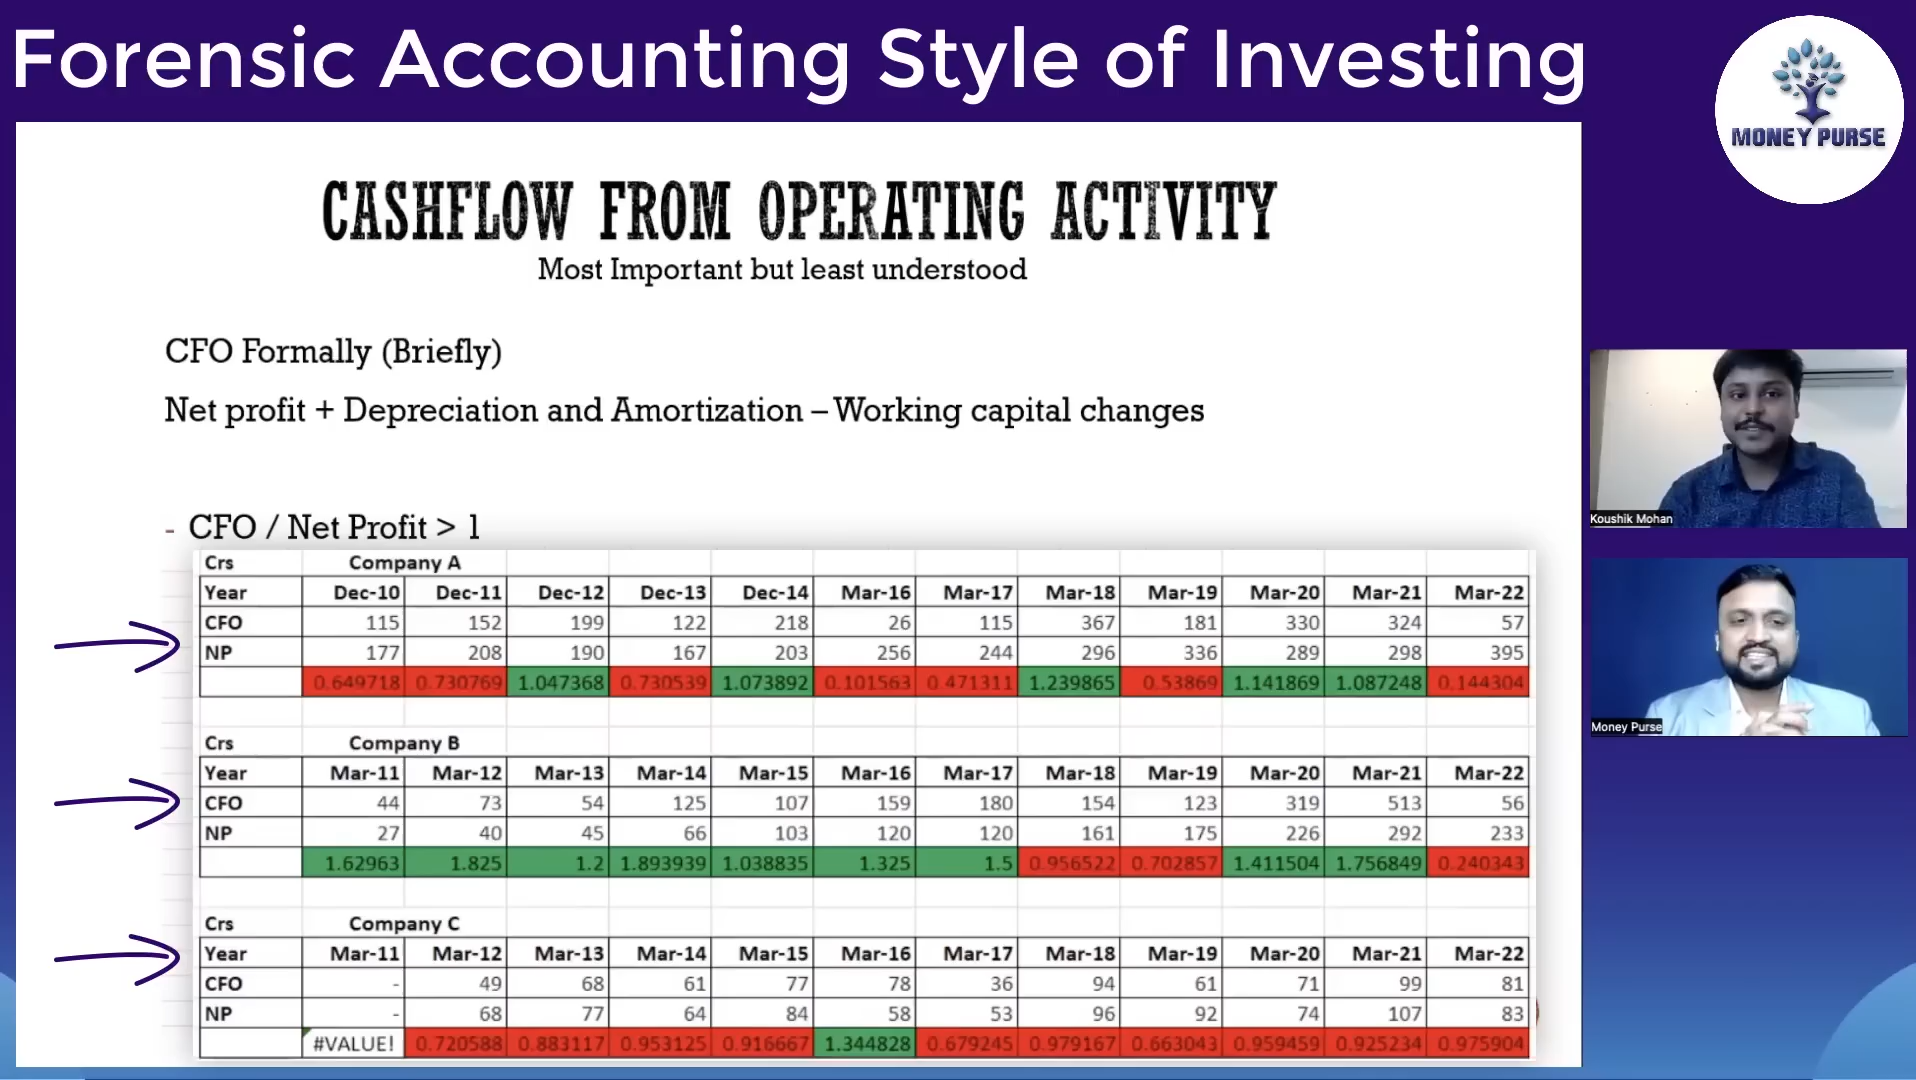 Forensic Accounting Style of Investing
MONEY PURSE
CASHFLOW FROM OPERATING ACTIVITY
Most Important but least understood
CFO Formally (Briefly)
Net profit + Depreciation and Amortization – Working capital changes
- CFO / Net Profit > 1
Crs Company A
Year Dec-10 Dec-11 Dec-12 Dec-13 Dec-14 Mar-16 Mar-17 Mar-18 Mar-19 Mar-20 Mar-21 Mar-22
CFO 115 152 199 122 218 26 115 367 181 330 324 57
NP 177 208 190 167 203 256 244 296 336 289 298 395
0.649718 0.730769 1.047368 0.730539 1.073892 0.101563 0.471311 1.239865 0.53869 1.141869 1.087248 0.144304
Crs Company B
Year Mar-11 Mar-12 Mar-13 Mar-14 Mar-15 Mar-16 Mar-17 Mar-18 Mar-19 Mar-20 Mar-21 Mar-22
CFO 44 73 54 125 107 159 180 154 123 319 513 56
NP 27 40 45 66 103 120 120 161 175 226 292 233
1.62963 1.825 1.2 1.893939 1.038835 1.325 1.5 0.956522 0.702857 1.411504 1.756849 0.240343
Crs Company C
Year Mar-11 Mar-12 Mar-13 Mar-14 Mar-15 Mar-16 Mar-17 Mar-18 Mar-19 Mar-20 Mar-21 Mar-22
CFO - 49 68 61 77 78 36 94 61 71 99 81
NP - 68 77 64 84 58 53 96 92 74 107 83
#VALUE! 0.720588 0.883117 0.953125 0.916667 1.344828 0.679245 0.979167 0.663043 0.959459 0.925234 0.975904
Koushik Mohan
Money Purse